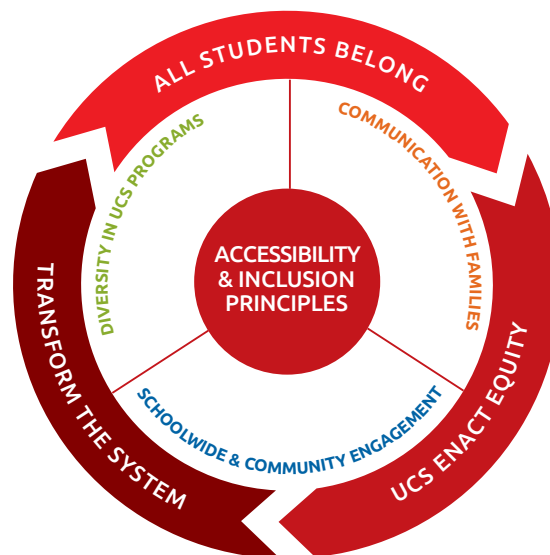 ALL STUDENTS BELONG
DIVERSITY IN UCS PROGRAMS
COMMUNICATION WITH FAMILIES
ACCESSIBILITY
& INCLUSION
PRINCIPLES
TRANSFORM THE SYSTEM
SCHOOLWIDE & COMMUNITY ENGAGEMENT
UCS ENACT EQUITY